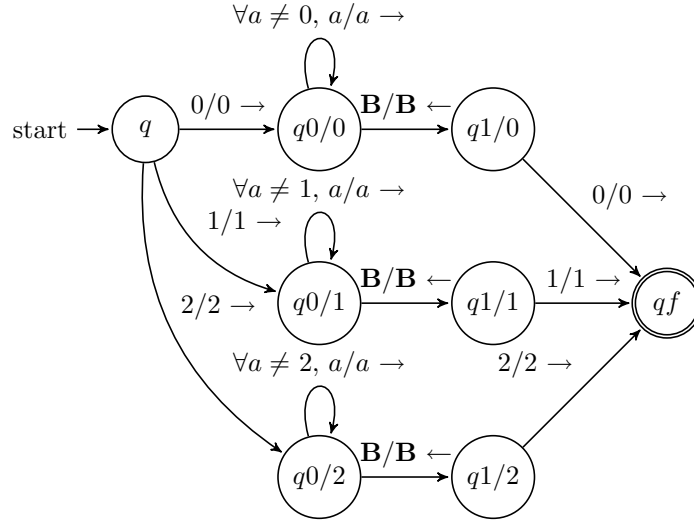 ∀a ≠ 0, a/a →
start
q
0/0 →
q0/0
B/B ←
q1/0
0/0 →
∀a ≠ 1, a/a →
1/1 →
q0/1
B/B ←
q1/1
1/1 →
qf
2/2 →
∀a ≠ 2, a/a →
2/2 →
q0/2
B/B ←
q1/2